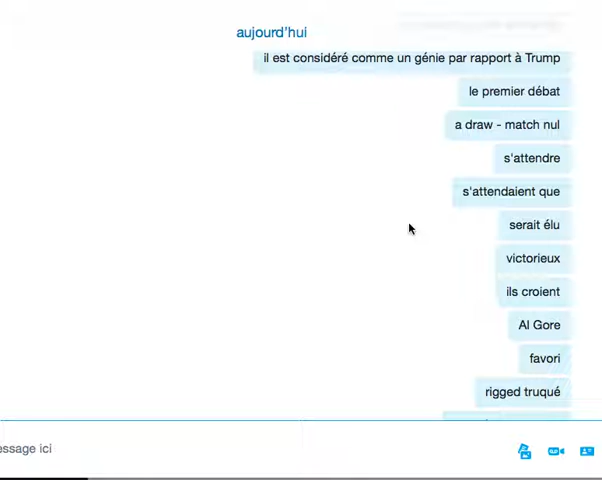 aujourd'hui
il est considéré comme un génie par rapport à Trump
le premier débat
a draw - match nul
s'attendre
s'attendaient que
serait élu
victorieux
ils croient
Al Gore
favori
rigged truqué
essage ici